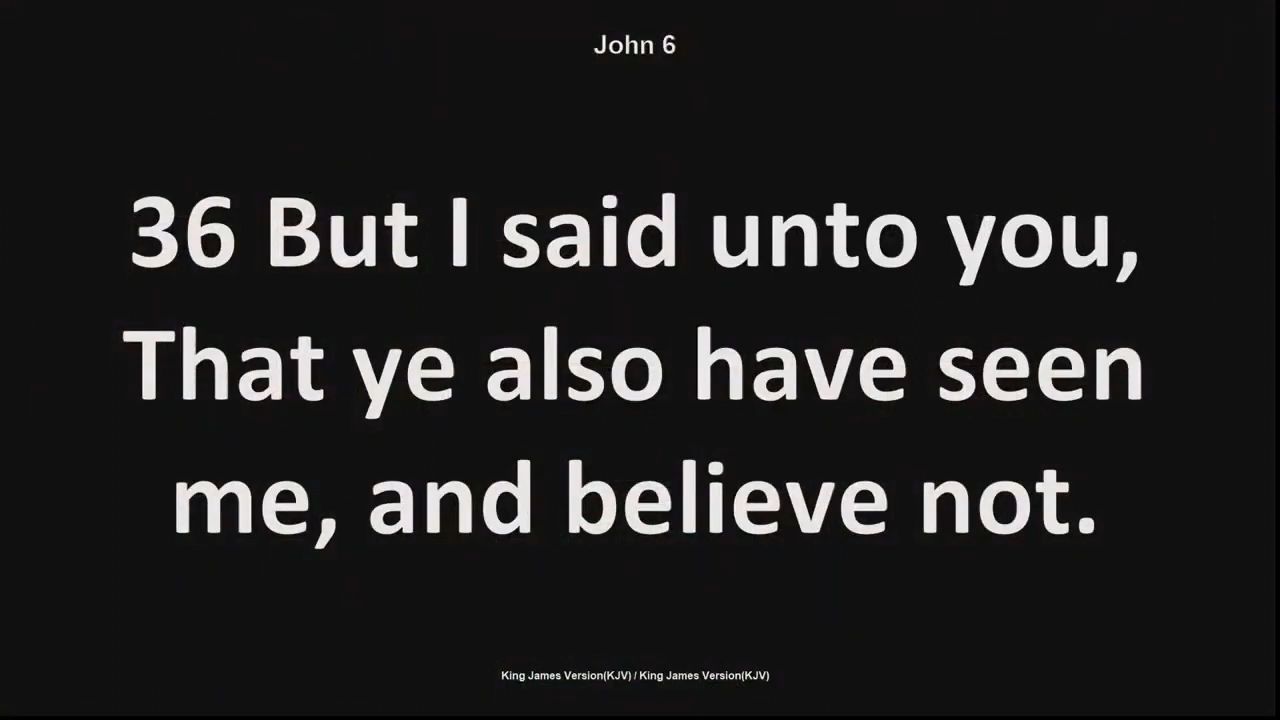 John 6
36 But I said unto you,
That ye also have seen
me, and believe not.
King James Version(KJV) / King James Version(KJV)